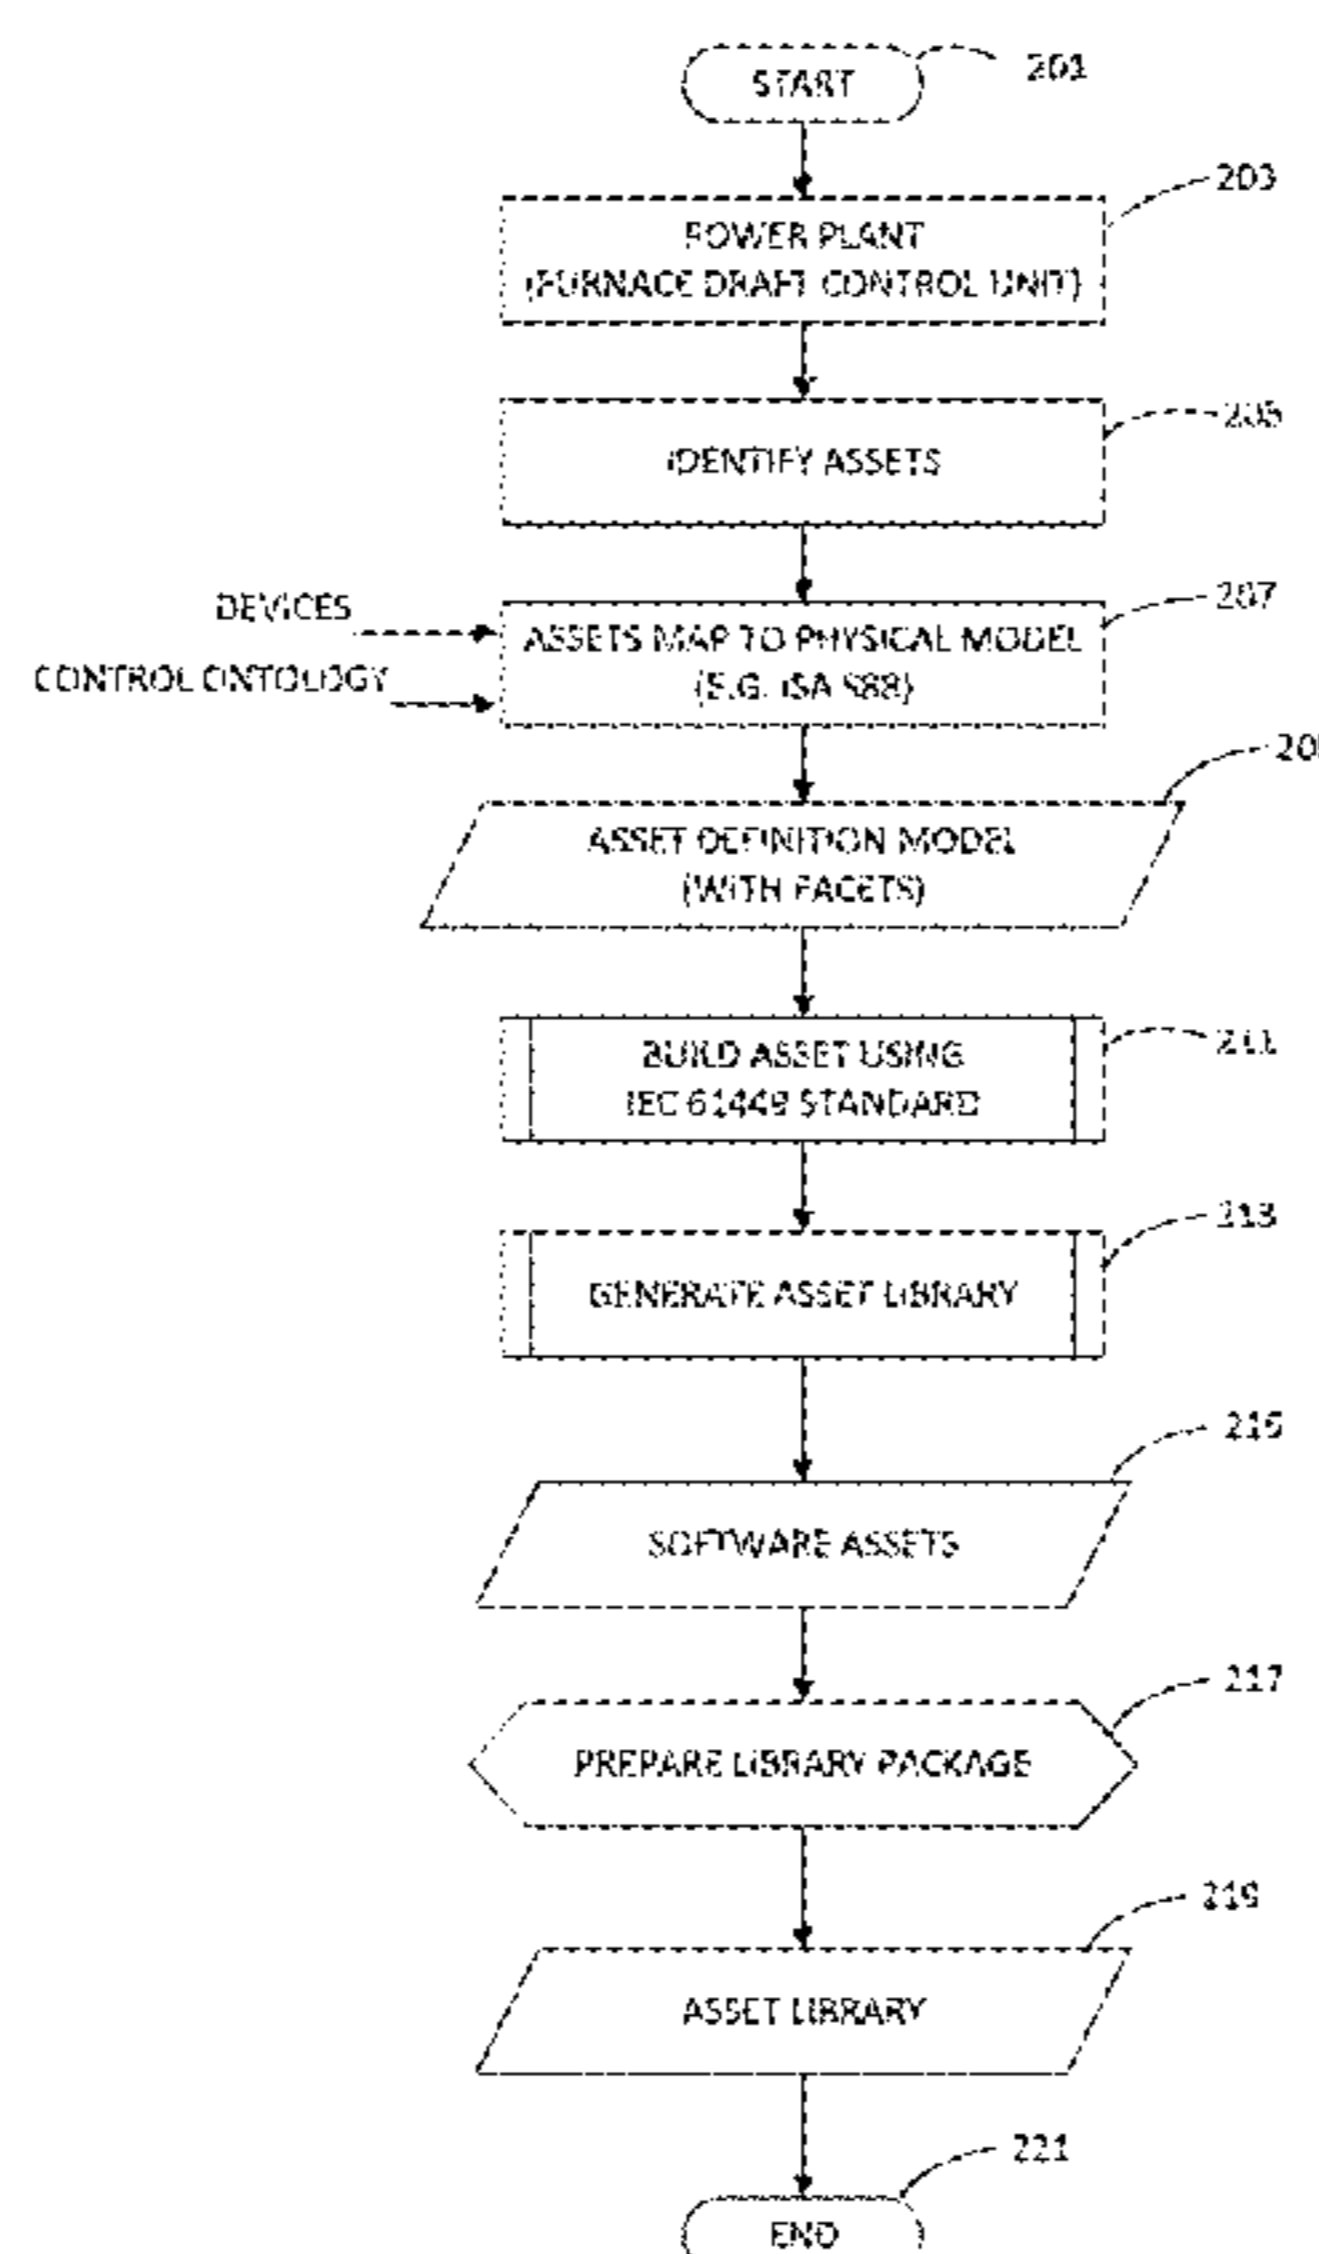 START
201
203
POWER PLANT
(FURNACE DRAFT CONTROL UNIT)
205
IDENTIFY ASSETS
DEVICES
207
ASSETS MAP TO PHYSICAL MODEL
CONTROL ONTOLOGY
(E.G. ISA S88)
20
ASSET DEFINITION MODEL
(WITH FACETS)
211
BUILD ASSET USING
IEC 61449 STANDARD
213
GENERATE ASSET LIBRARY
SOFTWARE ASSETS
217
PREPARE LIBRARY PACKAGE
219
ASSET LIBRARY
221
END